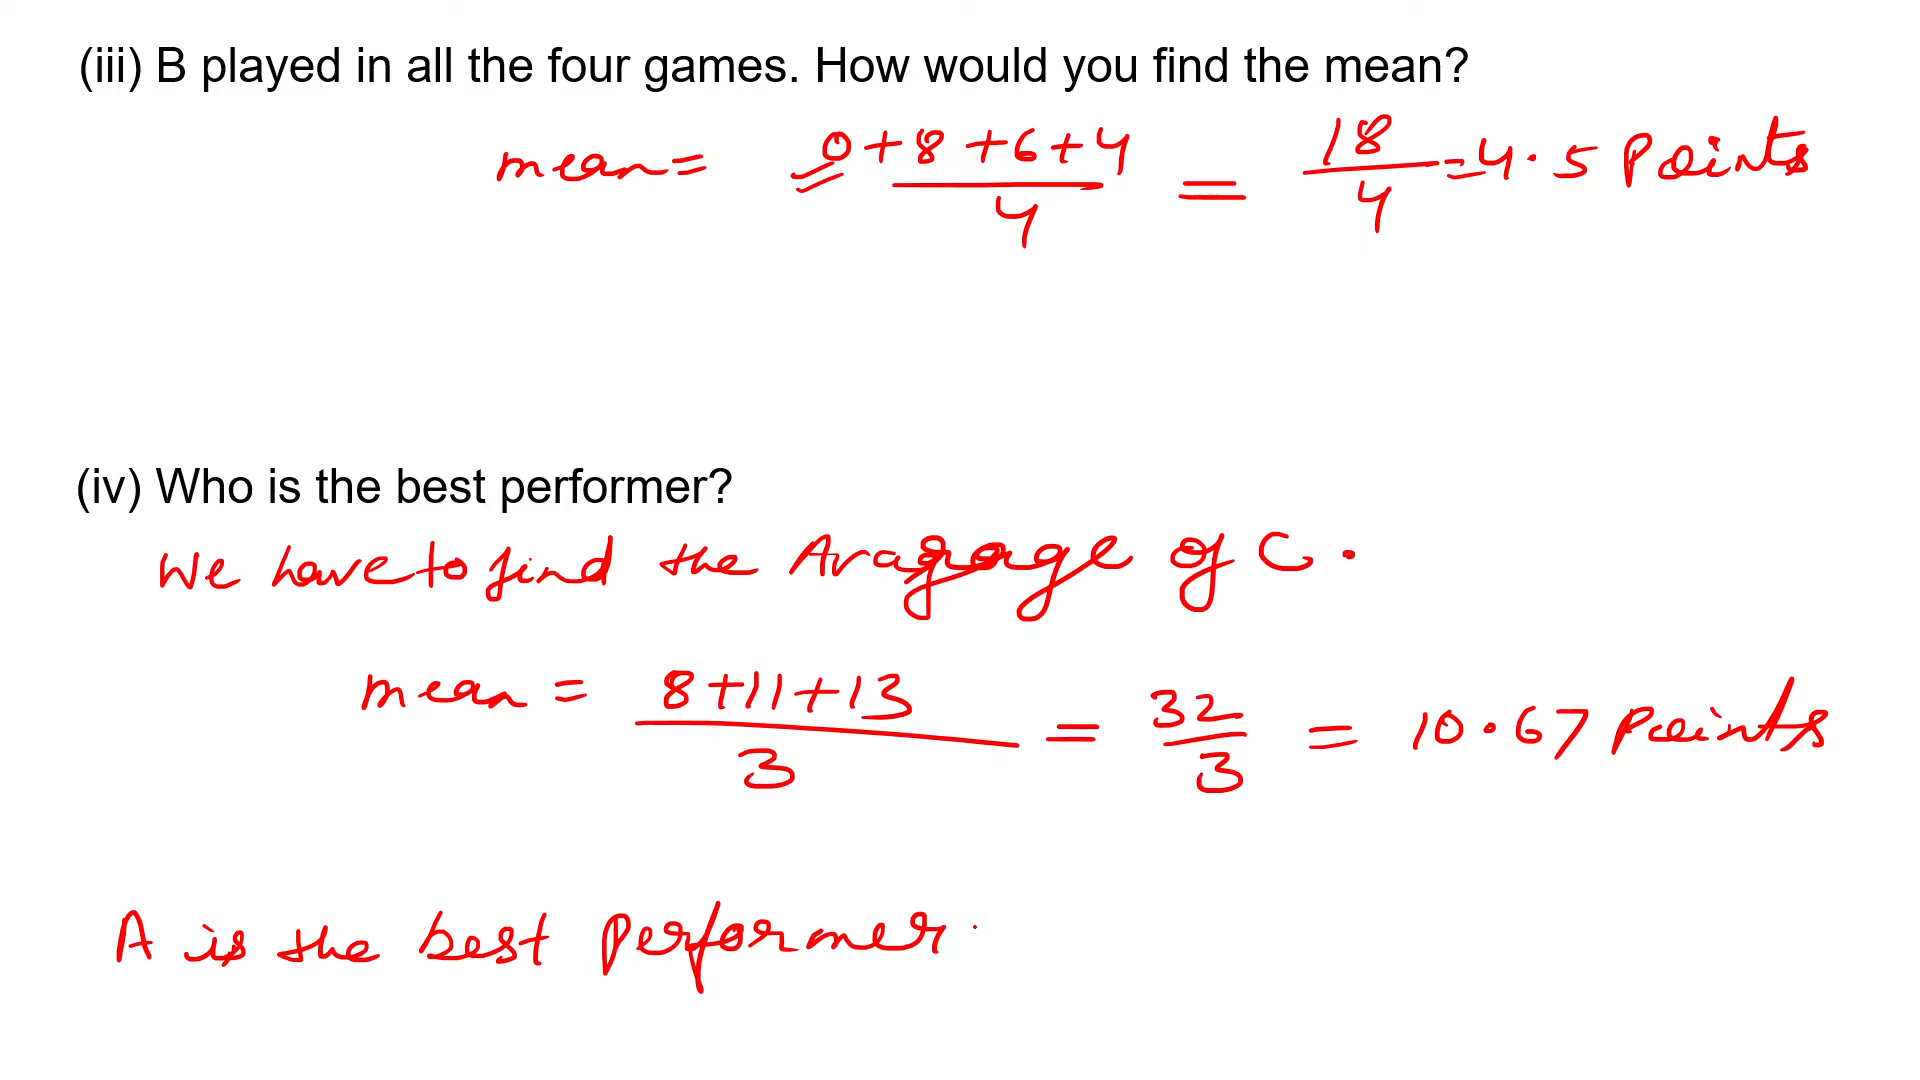 (iii) B played in all the four games. How would you find the mean?
mean = 0+8+6+4/4 = 18/4 = 4.5 Points
(iv) Who is the best performer?
We have to find the Aragage of C.
mean = 8+11+13/3 = 32/3 = 10.67 Points
A is the best Performer.